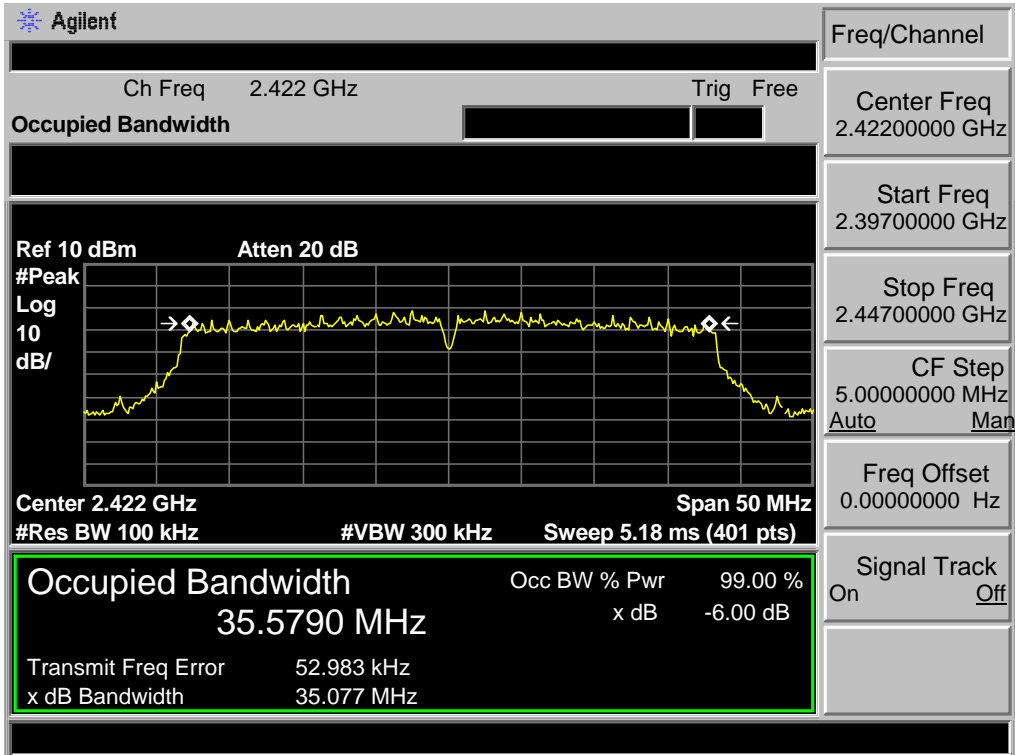 Agilent
Freq/Channel
Ch Freq 2.422 GHz Trig Free
Occupied Bandwidth
Center Freq
2.42200000 GHz
Start Freq
2.39700000 GHz
Stop Freq
2.44700000 GHz
CF Step
5.00000000 MHz
Auto Man
Freq Offset
0.00000000 Hz
Signal Track
On Off
Ref 10 dBm Atten 20 dB
#Peak
Log
10
dB/
Center 2.422 GHz Span 50 MHz
#Res BW 100 kHz #VBW 300 kHz Sweep 5.18 ms (401 pts)
Occupied Bandwidth Occ BW % Pwr 99.00 %
35.5790 MHz x dB -6.00 dB
Transmit Freq Error 52.983 kHz
x dB Bandwidth 35.077 MHz